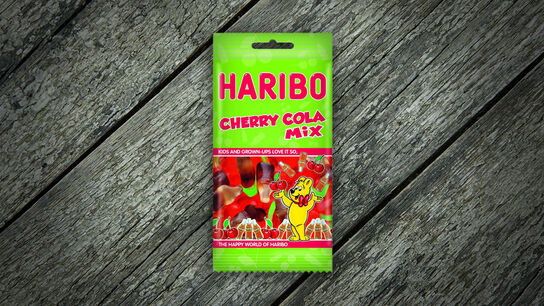 HARIBO
CHERRY COLA
MiX
KIDS AND GROWN-UPS LOVE IT SO,
THE HAPPY WORLD OF HARIBO